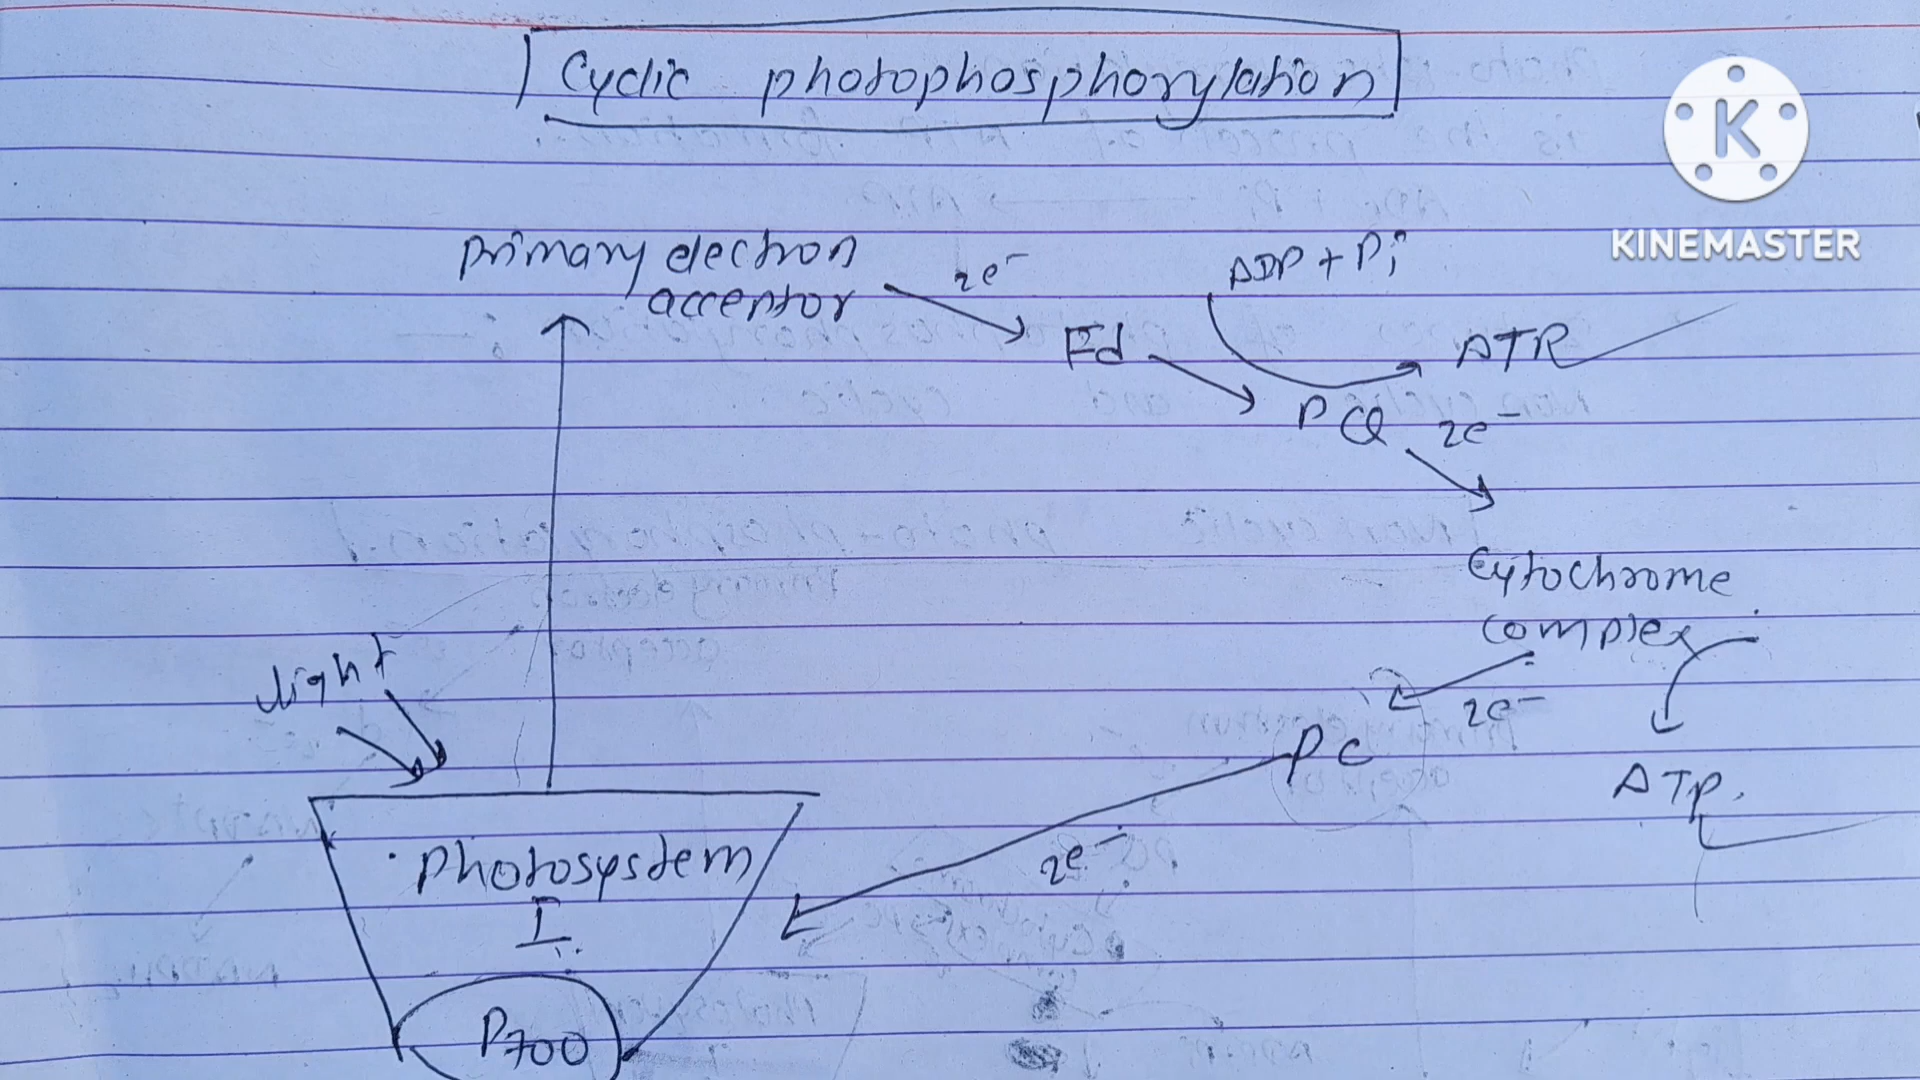 Cyclic photophosphorylation
K
KINEMASTER
primary electron
acceptor
2e⁻
ADP + Pi
Fd
ATP
PQ
2e⁻
Cytochrome
complex
light
2e⁻
PC
ATP.
2e⁻
photosystem
I
P700